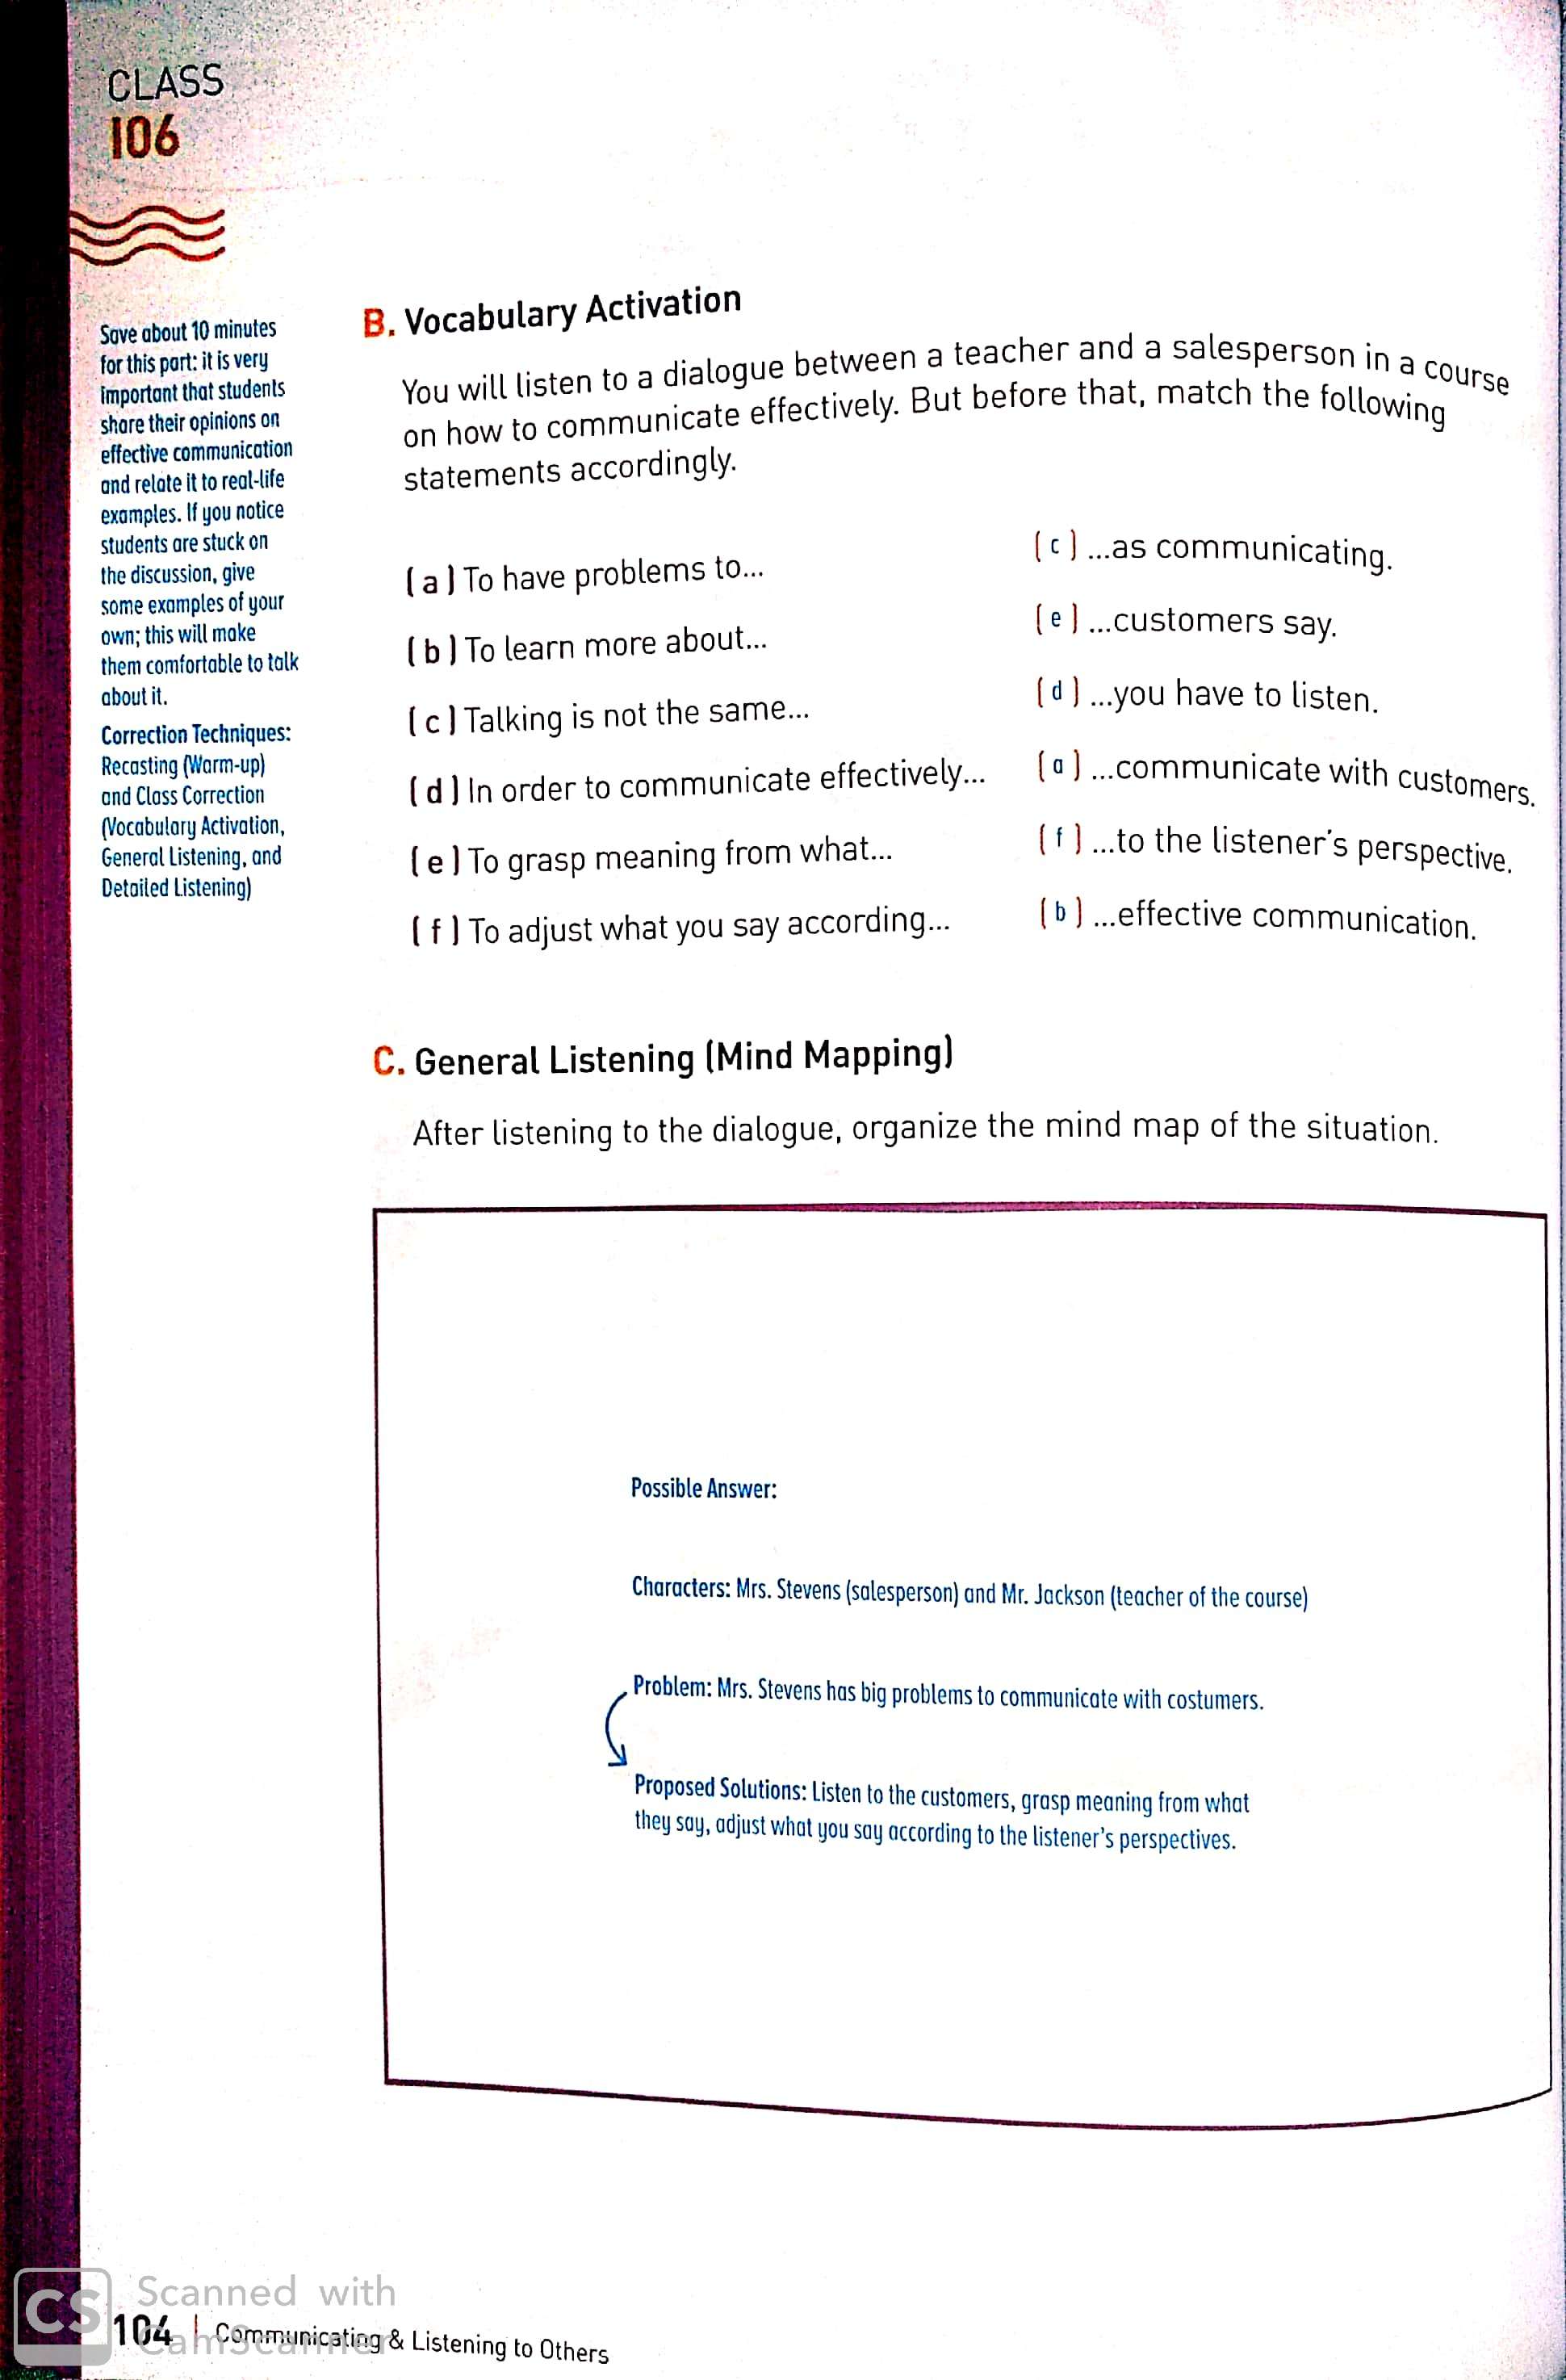 CLASS
106
Save about 10 minutes
for this part: it is very
important that students
share their opinions on
effective communication
and relate it to real-life
examples. If you notice
students are stuck on
the discussion, give
some examples of your
own; this will make
them comfortable to talk
about it.
Correction Techniques:
Recasting (Warm-up)
and Class Correction
(Vocabulary Activation,
General Listening, and
Detailed Listening)
B. Vocabulary Activation
You will listen to a dialogue between a teacher and a salesperson in a course
on how to communicate effectively. But before that, match the following
statements accordingly.
( a ) To have problems to...
( b ) To learn more about...
( c ) Talking is not the same...
( d ) In order to communicate effectively...
( e ) To grasp meaning from what...
( f ) To adjust what you say according...
( c ) ...as communicating.
( e ) ...customers say.
( d ) ...you have to listen.
( a ) ...communicate with customers.
( f ) ...to the listener's perspective.
( b ) ...effective communication.
C. General Listening (Mind Mapping)
After listening to the dialogue, organize the mind map of the situation.
Possible Answer:
Characters: Mrs. Stevens (salesperson) and Mr. Jackson (teacher of the course)
Problem: Mrs. Stevens has big problems to communicate with costumers.
Proposed Solutions: Listen to the customers, grasp meaning from what
they say, adjust what you say according to the listener's perspectives.
CS Scanned with
CamScanner
104 | Communicating & Listening to Others